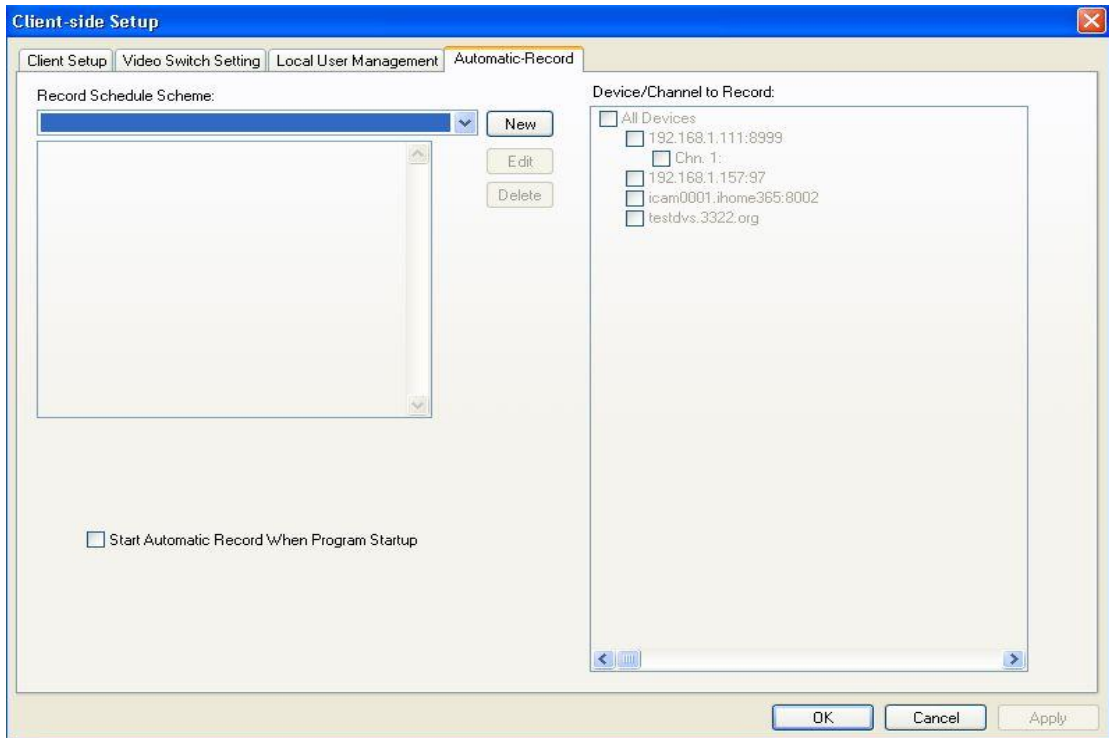 Client-side Setup
Client Setup
Video Switch Setting
Local User Management
Automatic-Record
Record Schedule Scheme:
New
Edit
Delete
Start Automatic Record When Program Startup
Device/Channel to Record:
All Devices
192.168.1.111:8999
Chn. 1:
192.168.1.157:97
icam0001.ihome365:8002
testdvs.3322.org
OK
Cancel
Apply